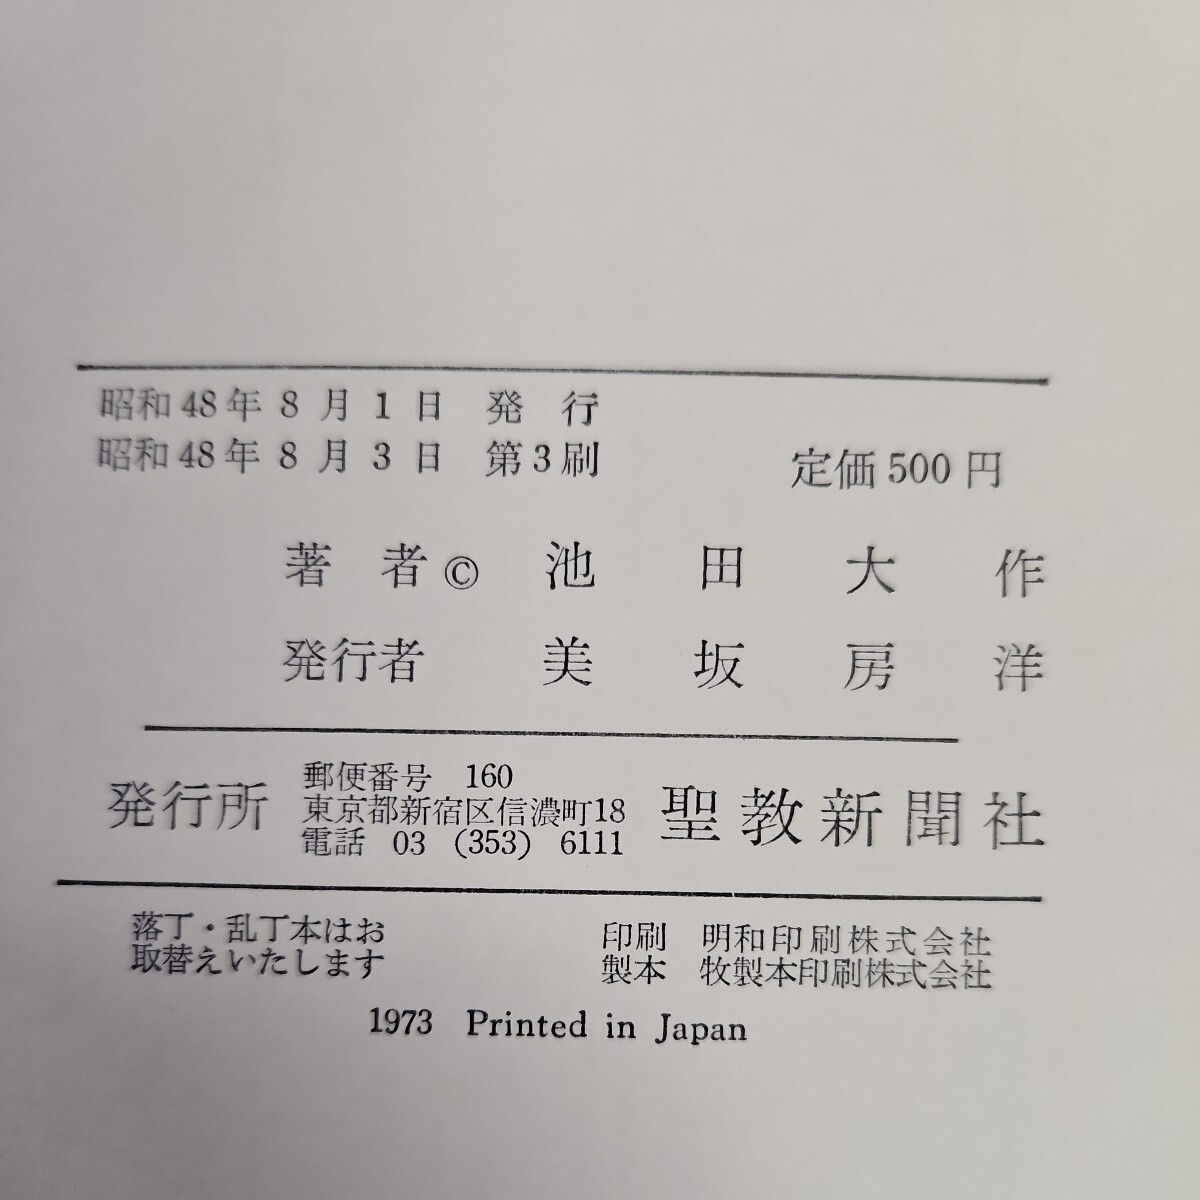 昭和48年8月1日 発行
昭和48年8月3日 第3刷
定価500円
著者© 池田大作
発行者 美坂房洋
発行所
郵便番号 160
東京都新宿区信濃町18
電話 03 (353) 6111
聖教新聞社
落丁・乱丁本はお
取替えいたします
印刷 明和印刷株式会社
製本 牧製本印刷株式会社
1973 Printed in Japan